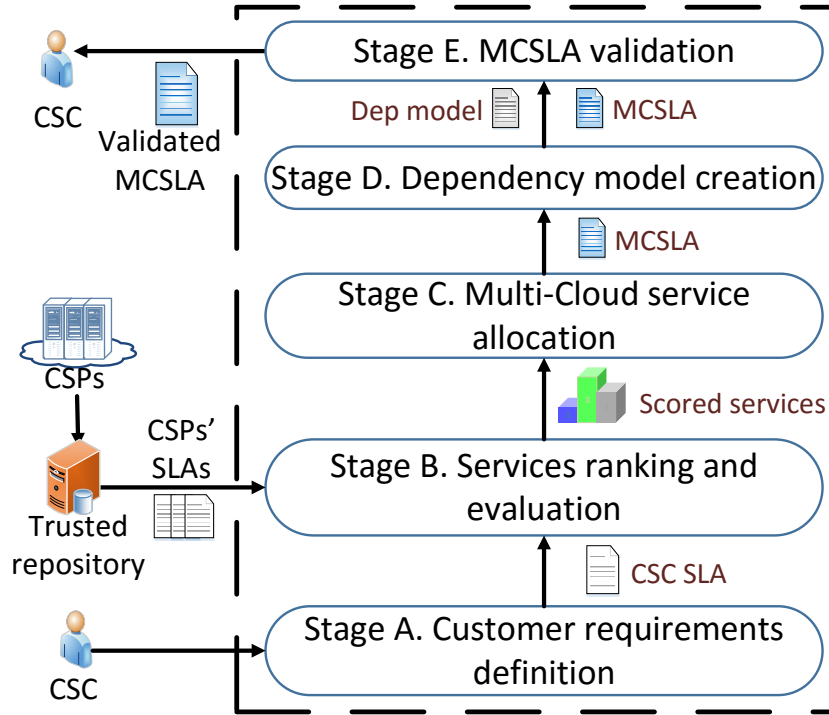 Stage E. MCSLA validation
CSC
Validated
MCSLA
Dep model
MCSLA
Stage D. Dependency model creation
MCSLA
Stage C. Multi-Cloud service
allocation
CSPs
Scored services
CSPs’
SLAs
Stage B. Services ranking and
evaluation
Trusted
repository
CSC SLA
Stage A. Customer requirements
definition
CSC